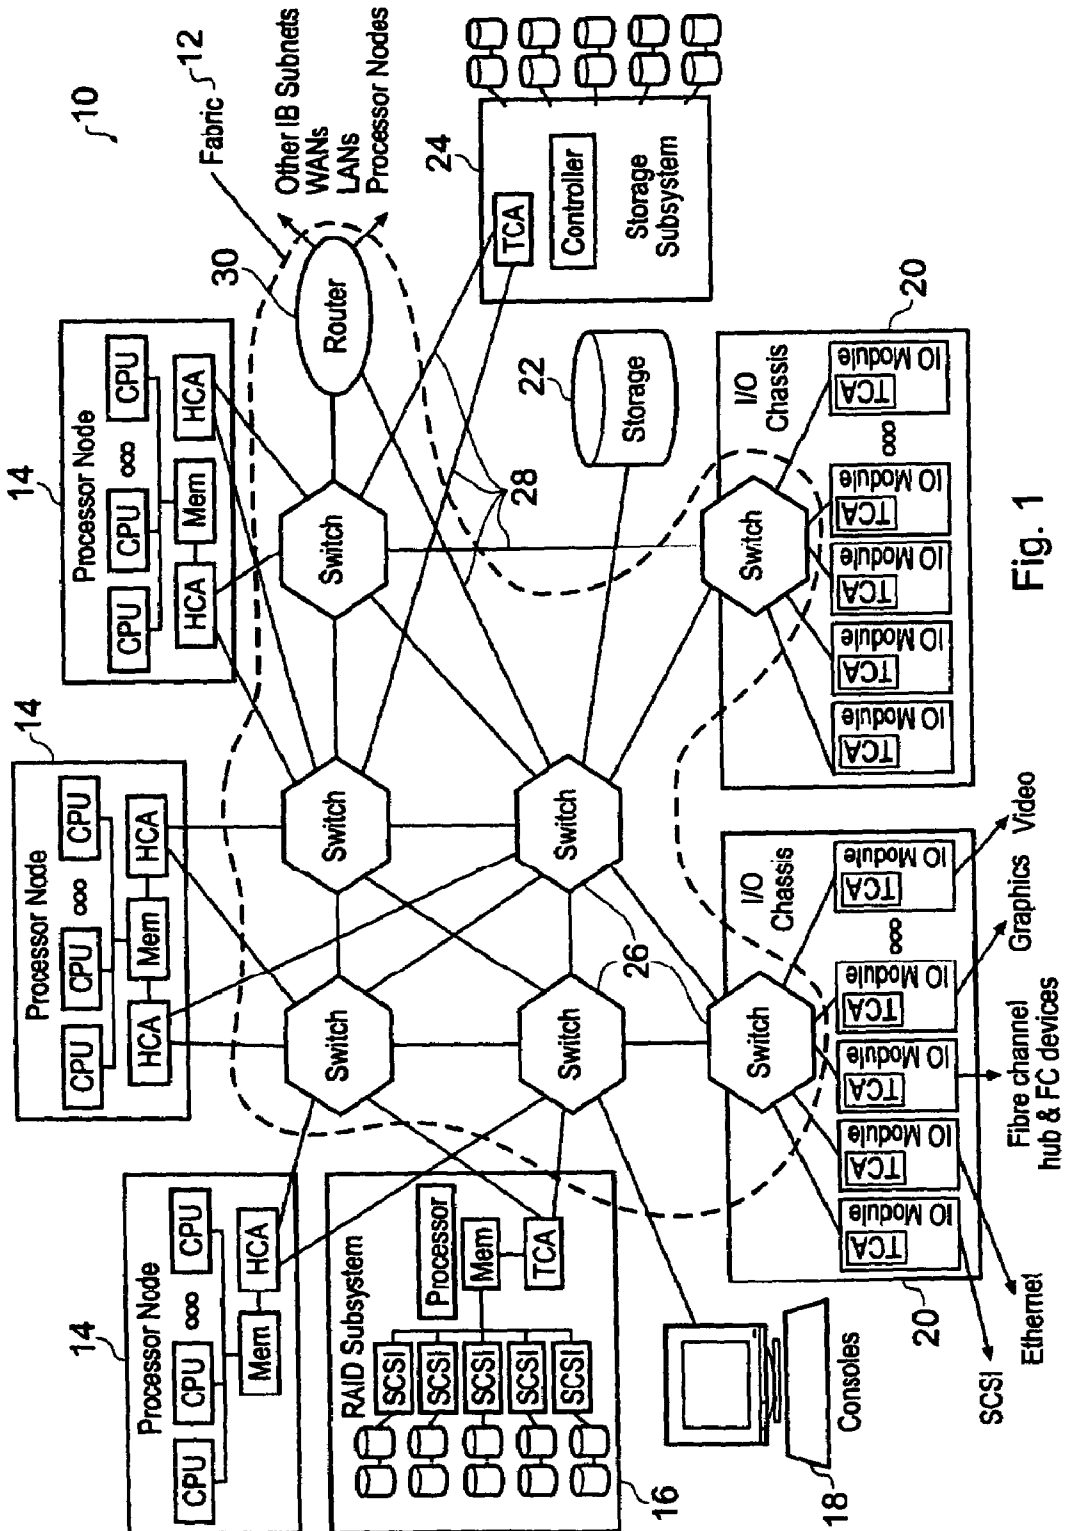 10
Fabric
12
Other IB Subnets
WANs
LANs
Processor Nodes
14
Processor Node
CPU
CPU
CPU
HCA
Mem
HCA
14
Processor Node
CPU
CPU
CPU
HCA
Mem
HCA
14
Processor Node
CPU
CPU
CPU
Mem
HCA
RAID Subsystem
Processor
SCSI
SCSI
SCSI
SCSI
SCSI
Mem
TCA
16
Switch
Switch
Switch
Switch
Switch
26
30
Router
28
24
TCA
Controller
Storage
Subsystem
22
Storage
Consoles
18
Switch
I/O
Chassis
TCA
IO Module
TCA
IO Module
TCA
IO Module
TCA
IO Module
TCA
IO Module
20
SCSI
Ethernet
Fibre channel
hub & FC devices
Graphics
Video
Switch
I/O
Chassis
TCA
IO Module
TCA
IO Module
TCA
IO Module
TCA
IO Module
TCA
IO Module
20
Fig. 1